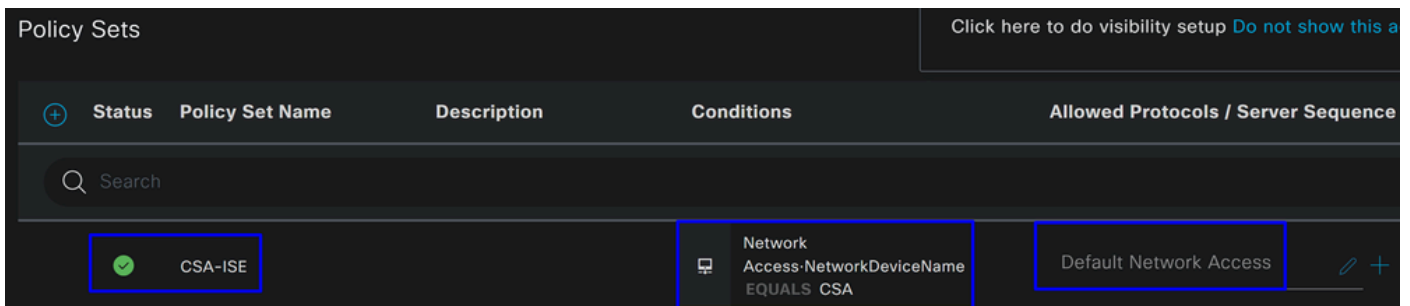 Policy Sets
Click here to do visibility setup Do not show this a
Status Policy Set Name Description Conditions Allowed Protocols / Server Sequence
Search
CSA-ISE
Network
Access·NetworkDeviceName
EQUALS CSA
Default Network Access